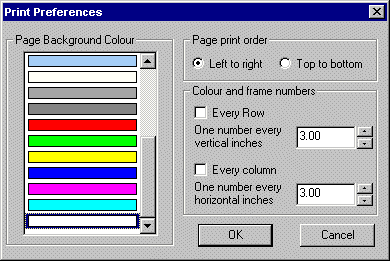 Print Preferences
Page Background Colour
Page print order
Left to right
Top to bottom
Colour and frame numbers
Every Row
One number every
vertical inches
3.00
Every column
One number every
horizontal inches
3.00
OK
Cancel